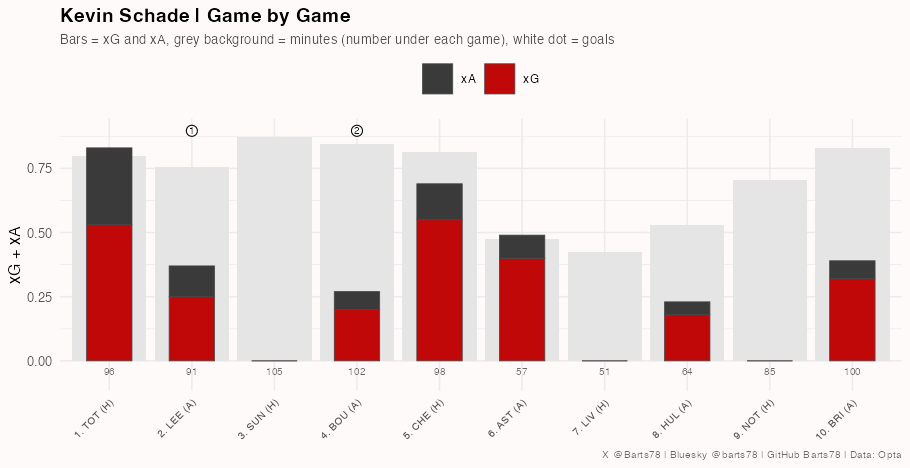 Kevin Schade | Game by Game
Bars = xG and xA, grey background = minutes (number under each game), white dot = goals
xA xG
1 2
xG + xA
0.75
0.50
0.25
0.00
96 91 105 102 98 57 51 64 85 100
1. TOT (H) 2. LEE (A) 3. SUN (H) 4. BOU (A) 5. CHE (H) 6. AST (A) 7. LIV (H) 8. HUL (A) 9. NOT (H) 10. BRI (A)
X @Barts78 | Bluesky @barts78 | GitHub Barts78 | Data: Opta